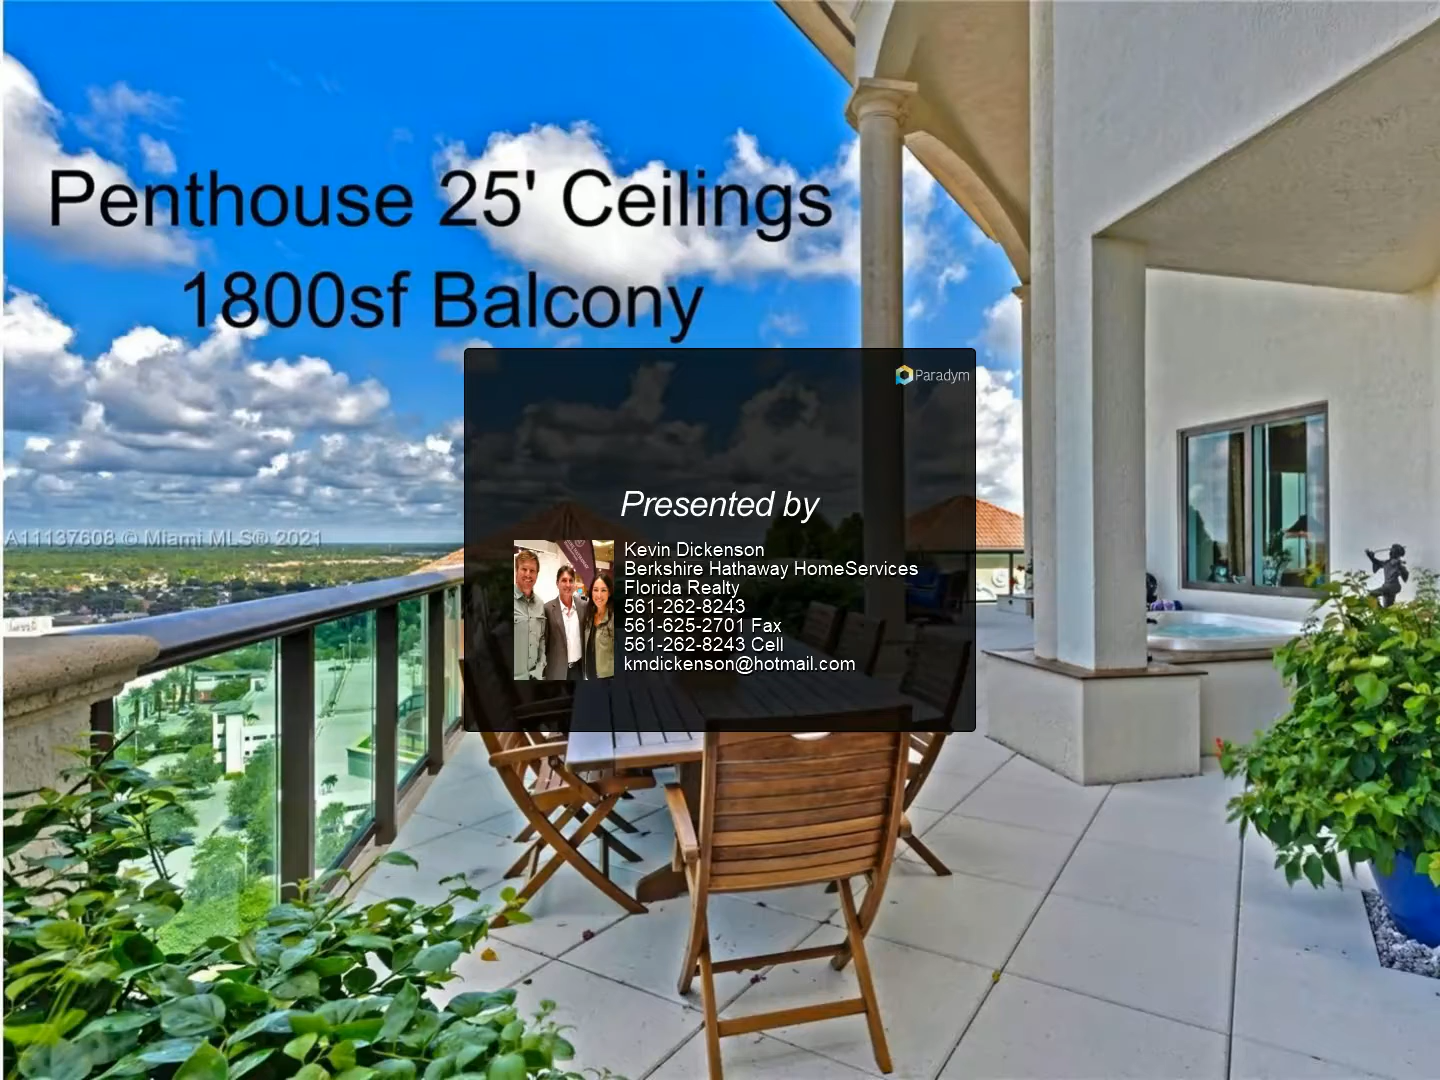 Penthouse 25' Ceilings
1800sf Balcony
Paradym
Presented by
A11137608 © Miami MLS® 2021
Kevin Dickenson
Berkshire Hathaway HomeServices
Florida Realty
561-262-8243
561-625-2701 Fax
561-262-8243 Cell
kmdickenson@hotmail.com